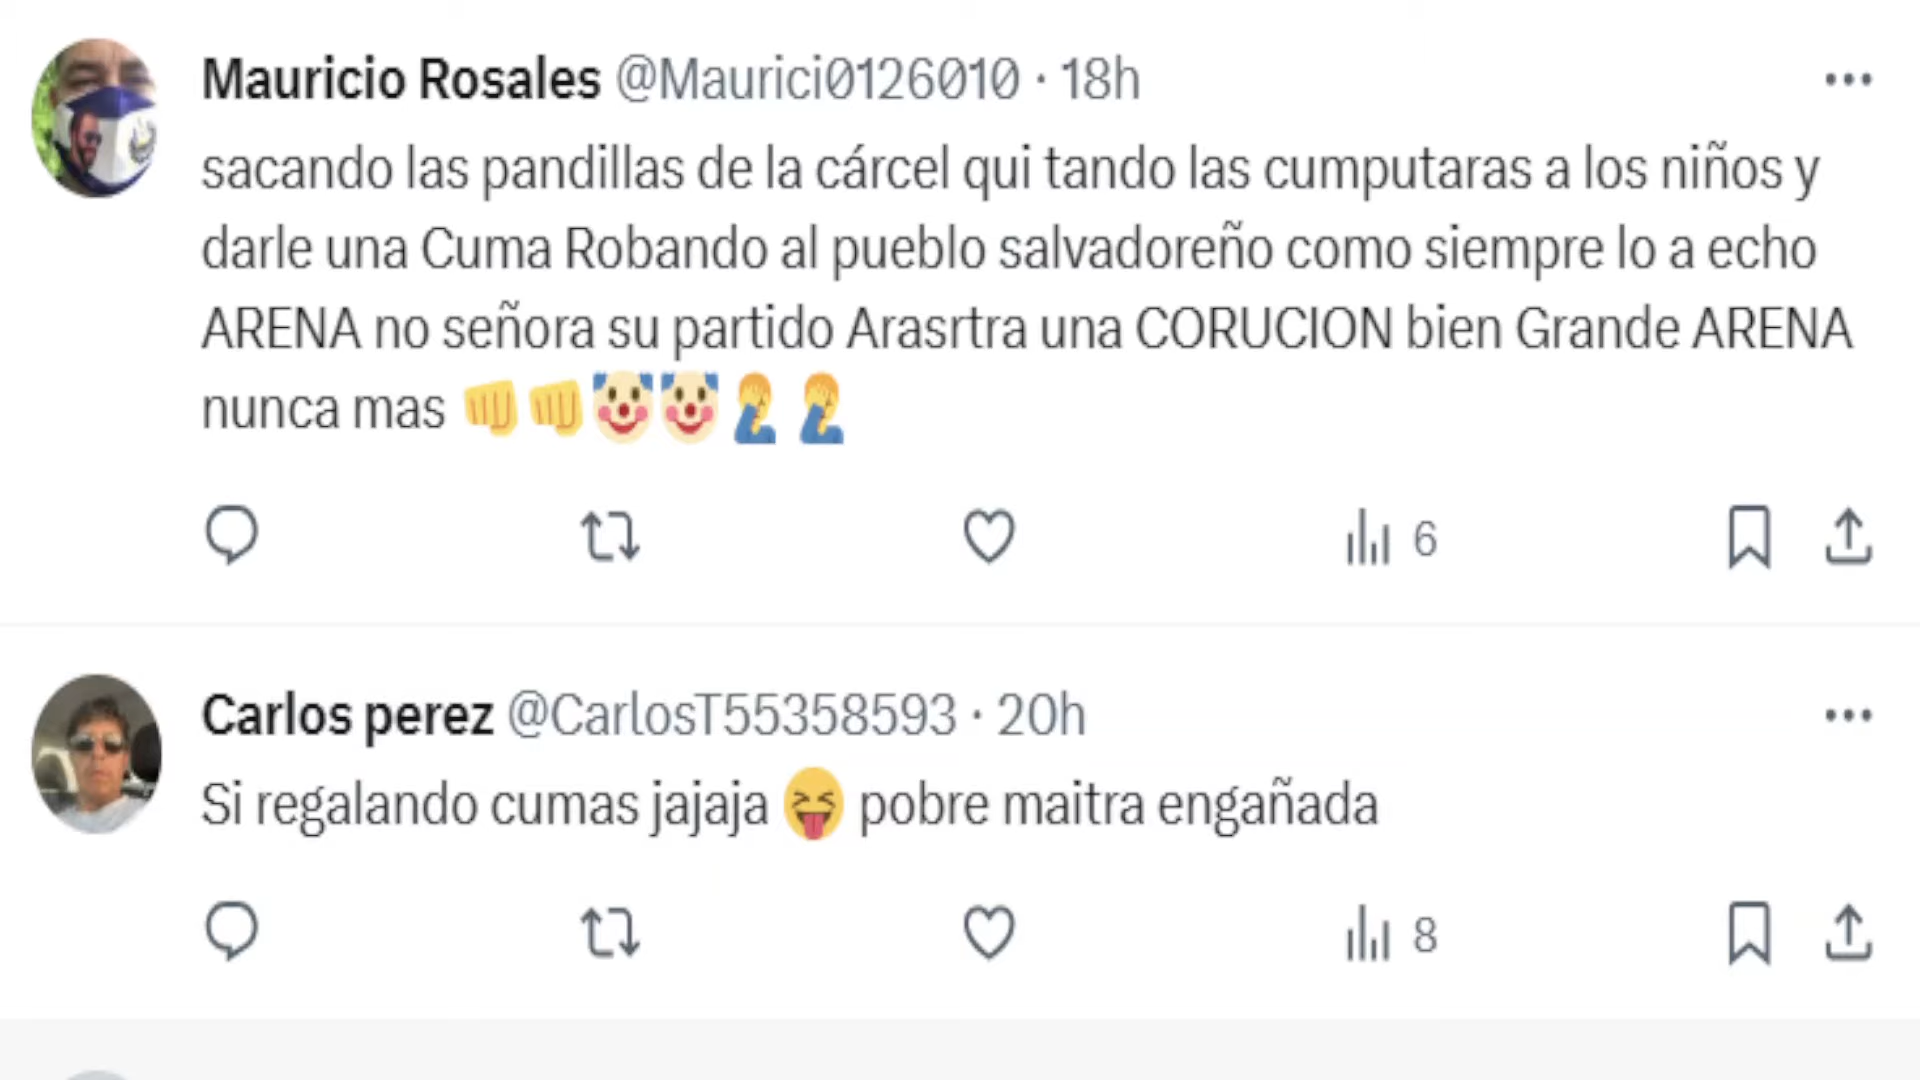 Mauricio Rosales @Maurici0126010 · 18h
sacando las pandillas de la cárcel qui tando las cumputaras a los niños y
darle una Cuma Robando al pueblo salvadoreño como siempre lo a echo
ARENA no señora su partido Arasrtra una CORUCION bien Grande ARENA
nunca mas 👊👊🤡🤡🤦‍♂️🤦‍♂️
6
Carlos perez @CarlosT55358593 · 20h
Si regalando cumas jajaja 😝 pobre maitra engañada
8